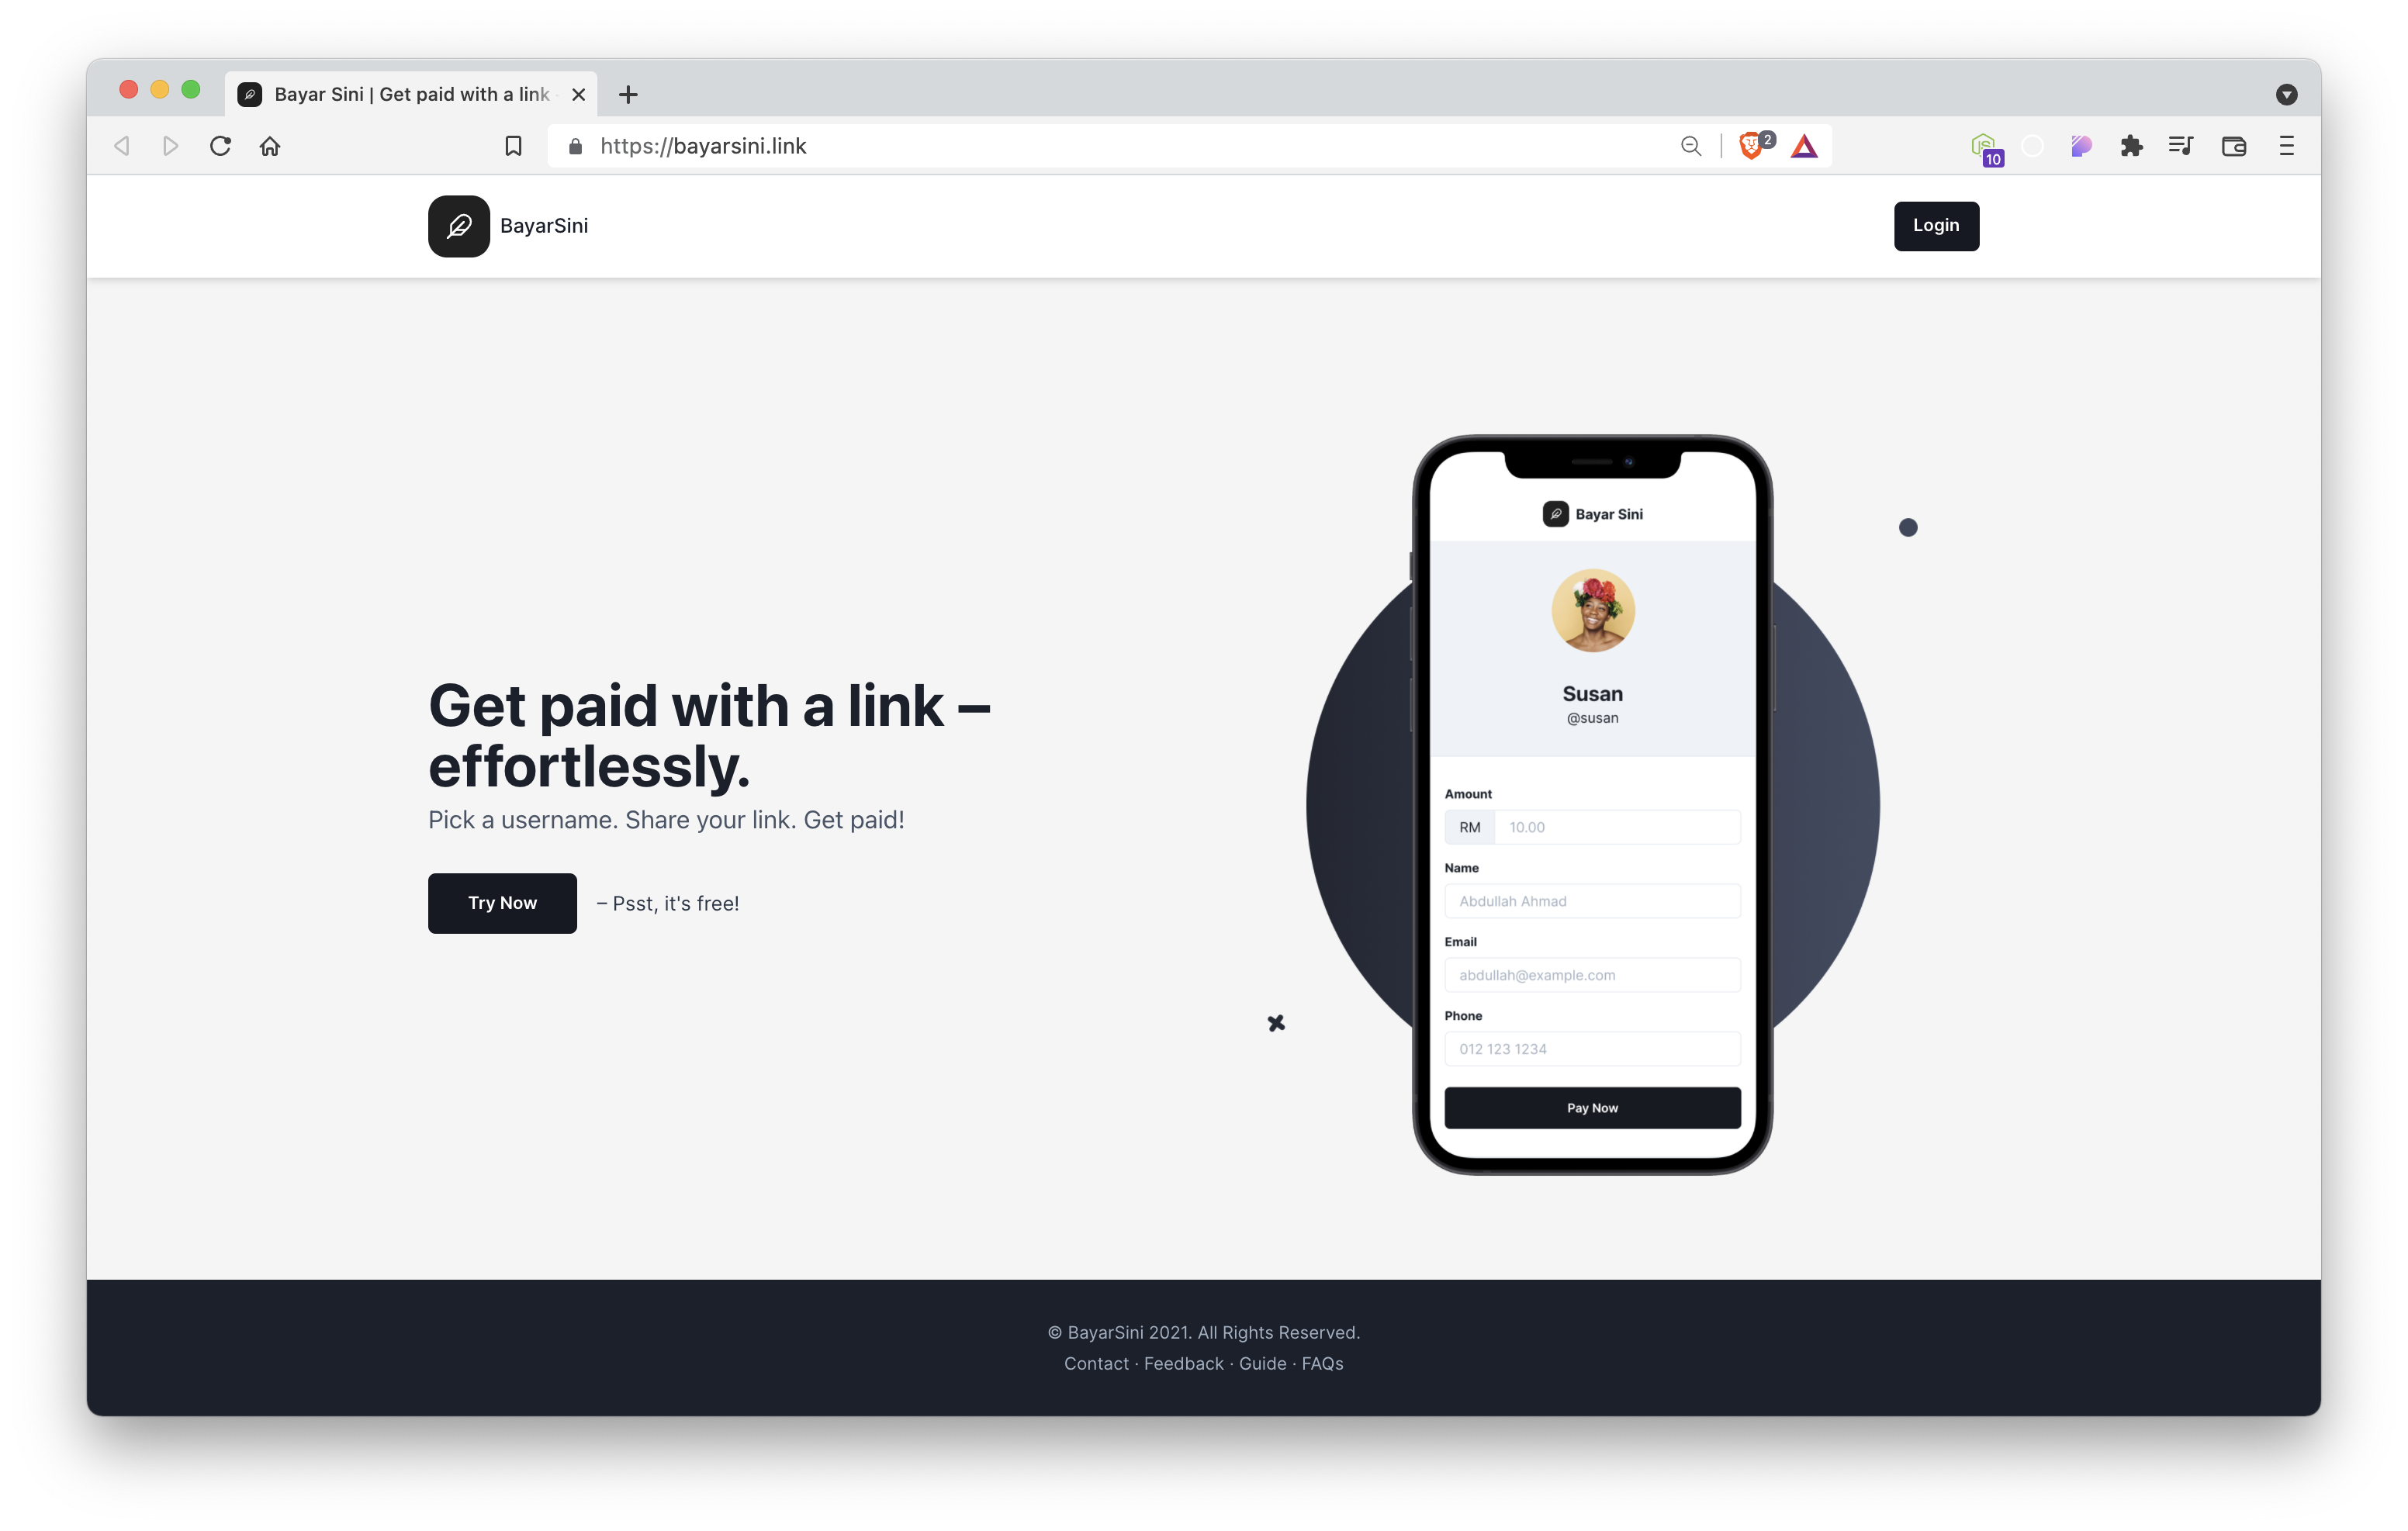 Bayar Sini | Get paid with a link
https://bayarsini.link
2
10
BayarSini
Login
Get paid with a link –
effortlessly.
Pick a username. Share your link. Get paid!
Try Now
– Psst, it's free!
Bayar Sini
Susan
@susan
Amount
RM
10.00
Name
Abdullah Ahmad
Email
abdullah@example.com
Phone
012 123 1234
Pay Now
© BayarSini 2021. All Rights Reserved.
Contact · Feedback · Guide · FAQs